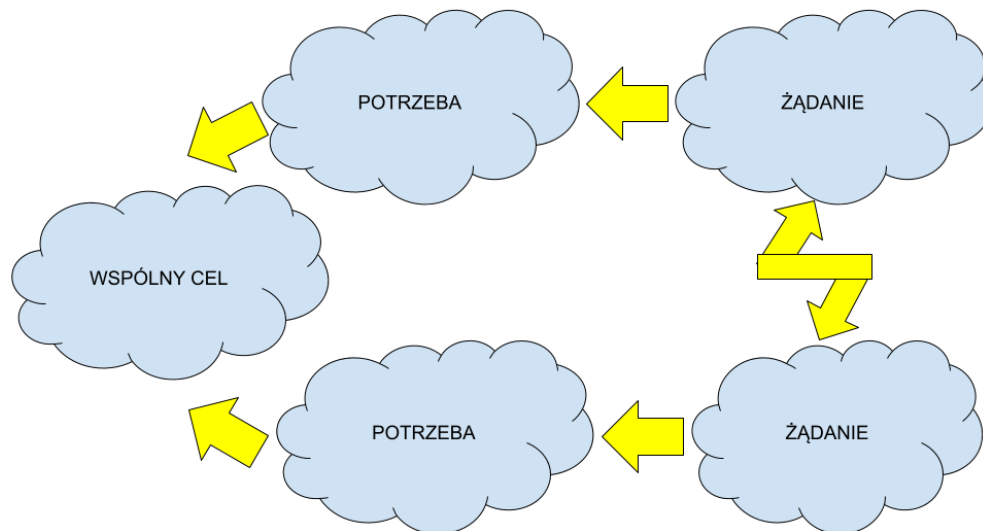 POTRZEBA
ŻĄDANIE
WSPÓLNY CEL
POTRZEBA
ŻĄDANIE